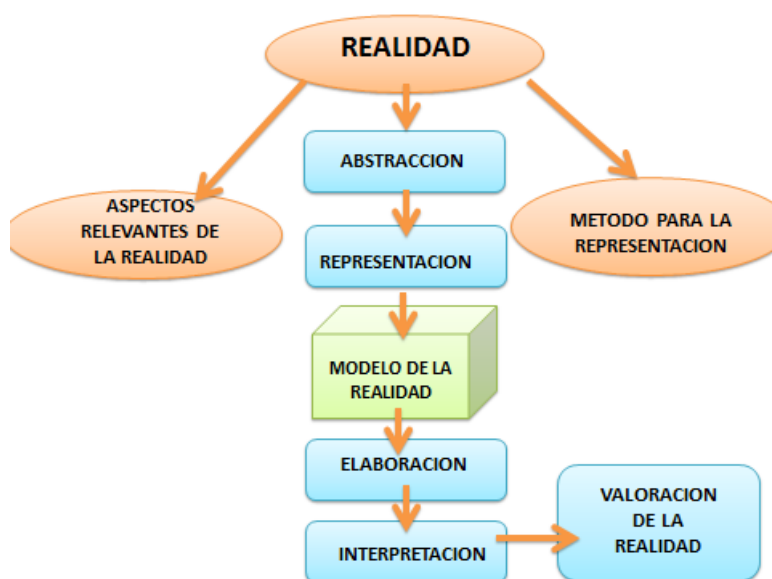 REALIDAD
ABSTRACCION
ASPECTOS
RELEVANTES DE
LA REALIDAD
METODO PARA LA
REPRESENTACION
REPRESENTACION
MODELO DE LA
REALIDAD
ELABORACION
INTERPRETACION
VALORACION
DE LA
REALIDAD